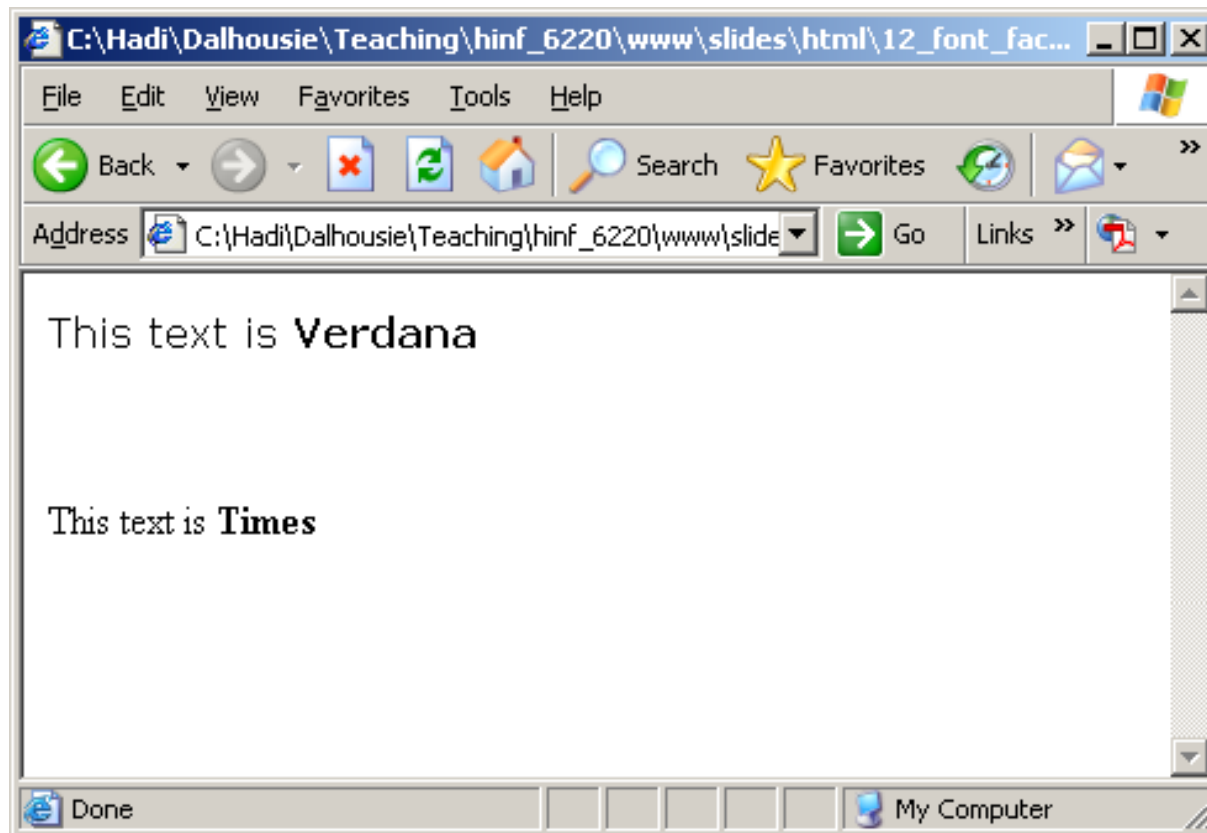 C:\Hadi\Dalhousie\Teaching\hinf_6220\www\slides\html\12_font_fac...
File Edit View Favorites Tools Help
Back Search Favorites »
Address C:\Hadi\Dalhousie\Teaching\hinf_6220\www\slide Go Links »
This text is Verdana
This text is Times
Done My Computer